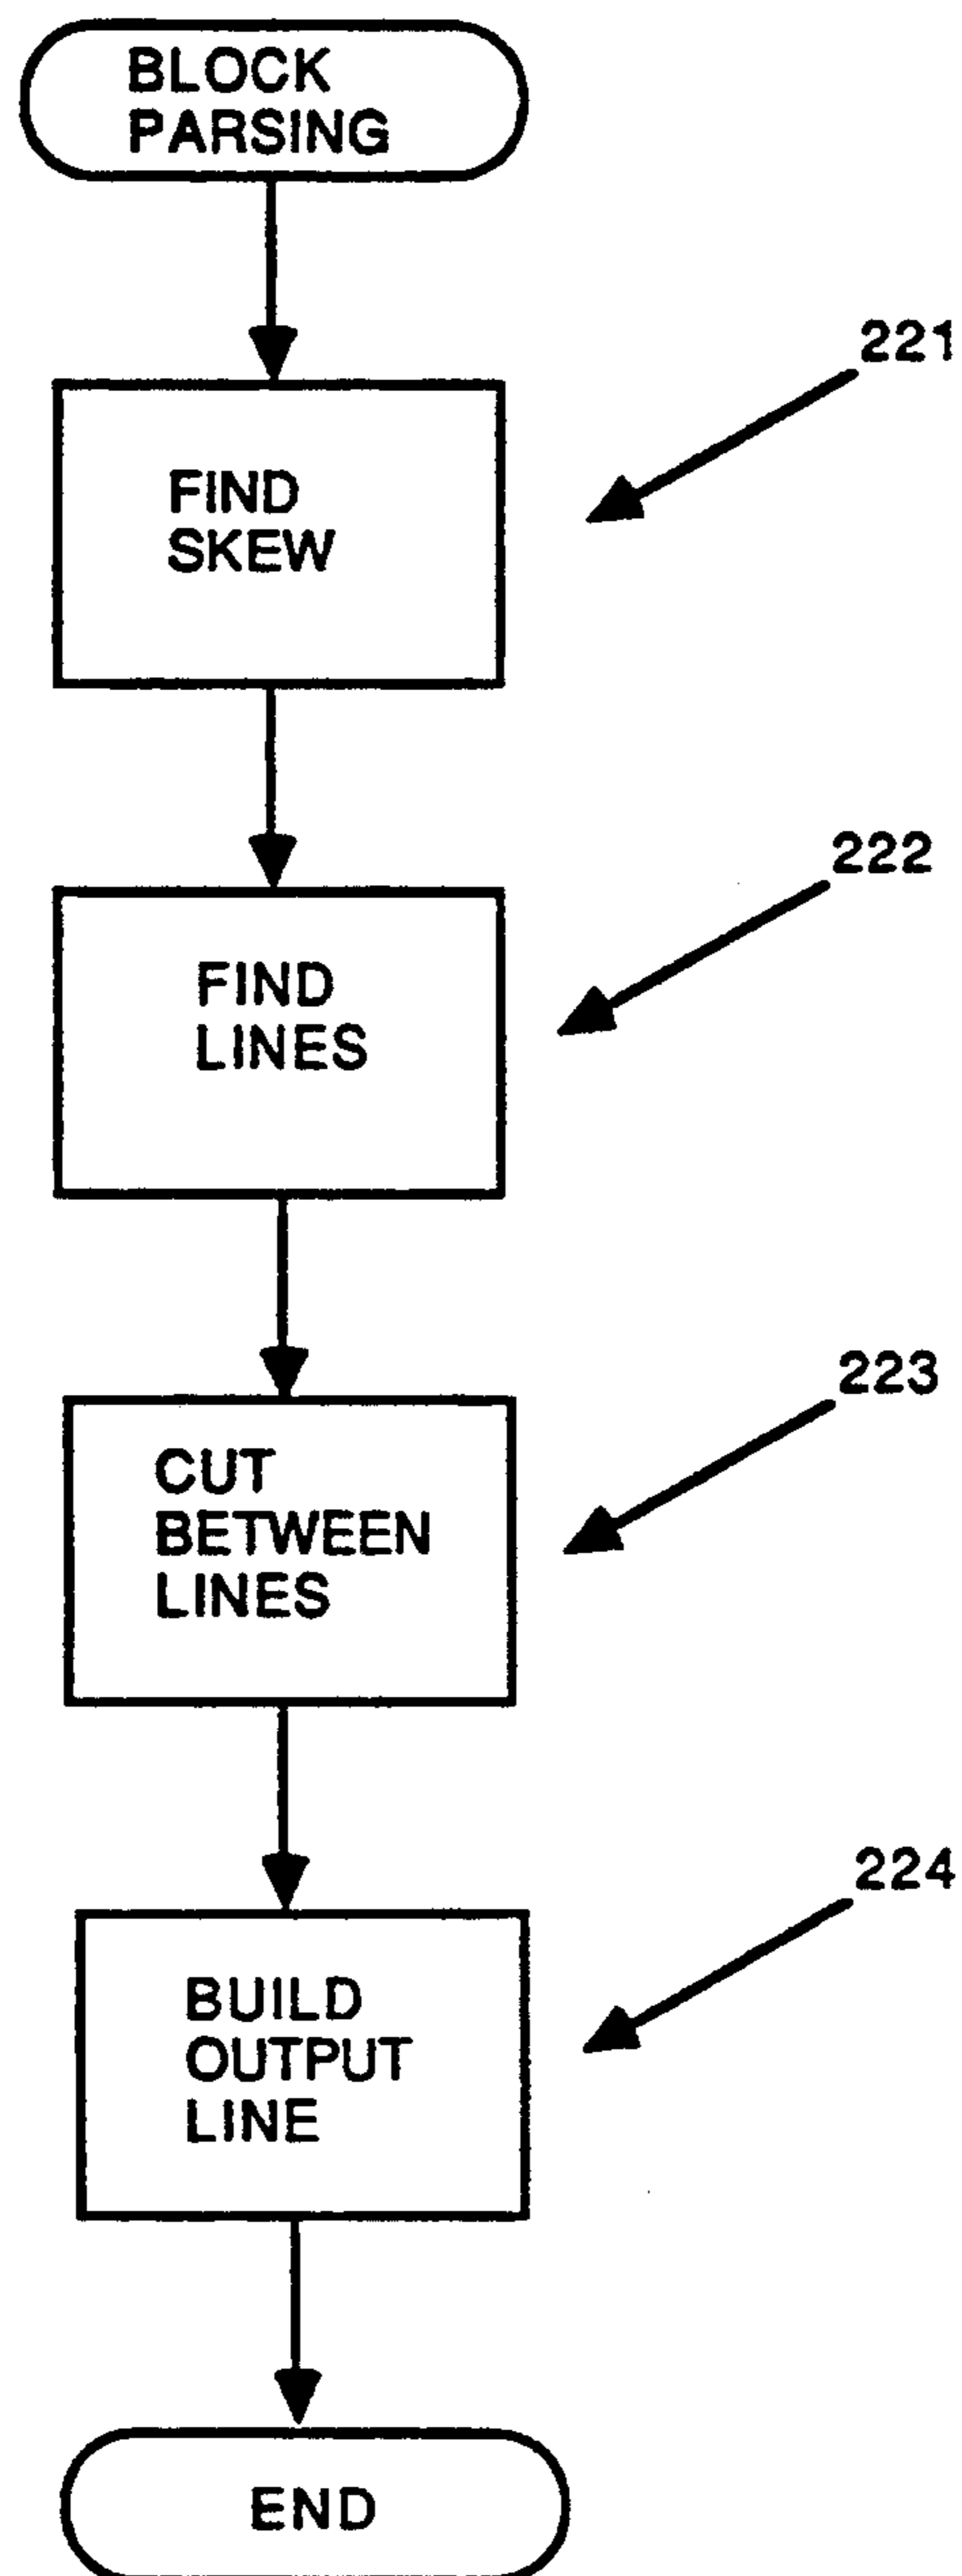 BLOCK
PARSING
221
FIND
SKEW
222
FIND
LINES
223
CUT
BETWEEN
LINES
224
BUILD
OUTPUT
LINE
END